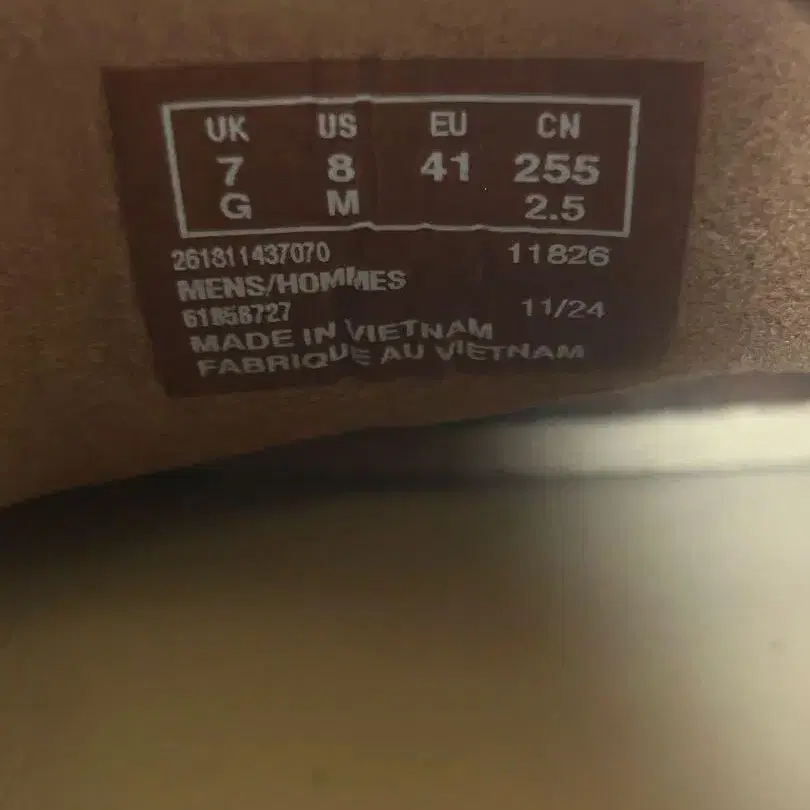 UK US EU CN
7 8 41 255
G M 2.5
261811437070 11826
MENS/HOMMES
61858727 11/24
MADE IN VIETNAM
FABRIQUE AU VIETNAM